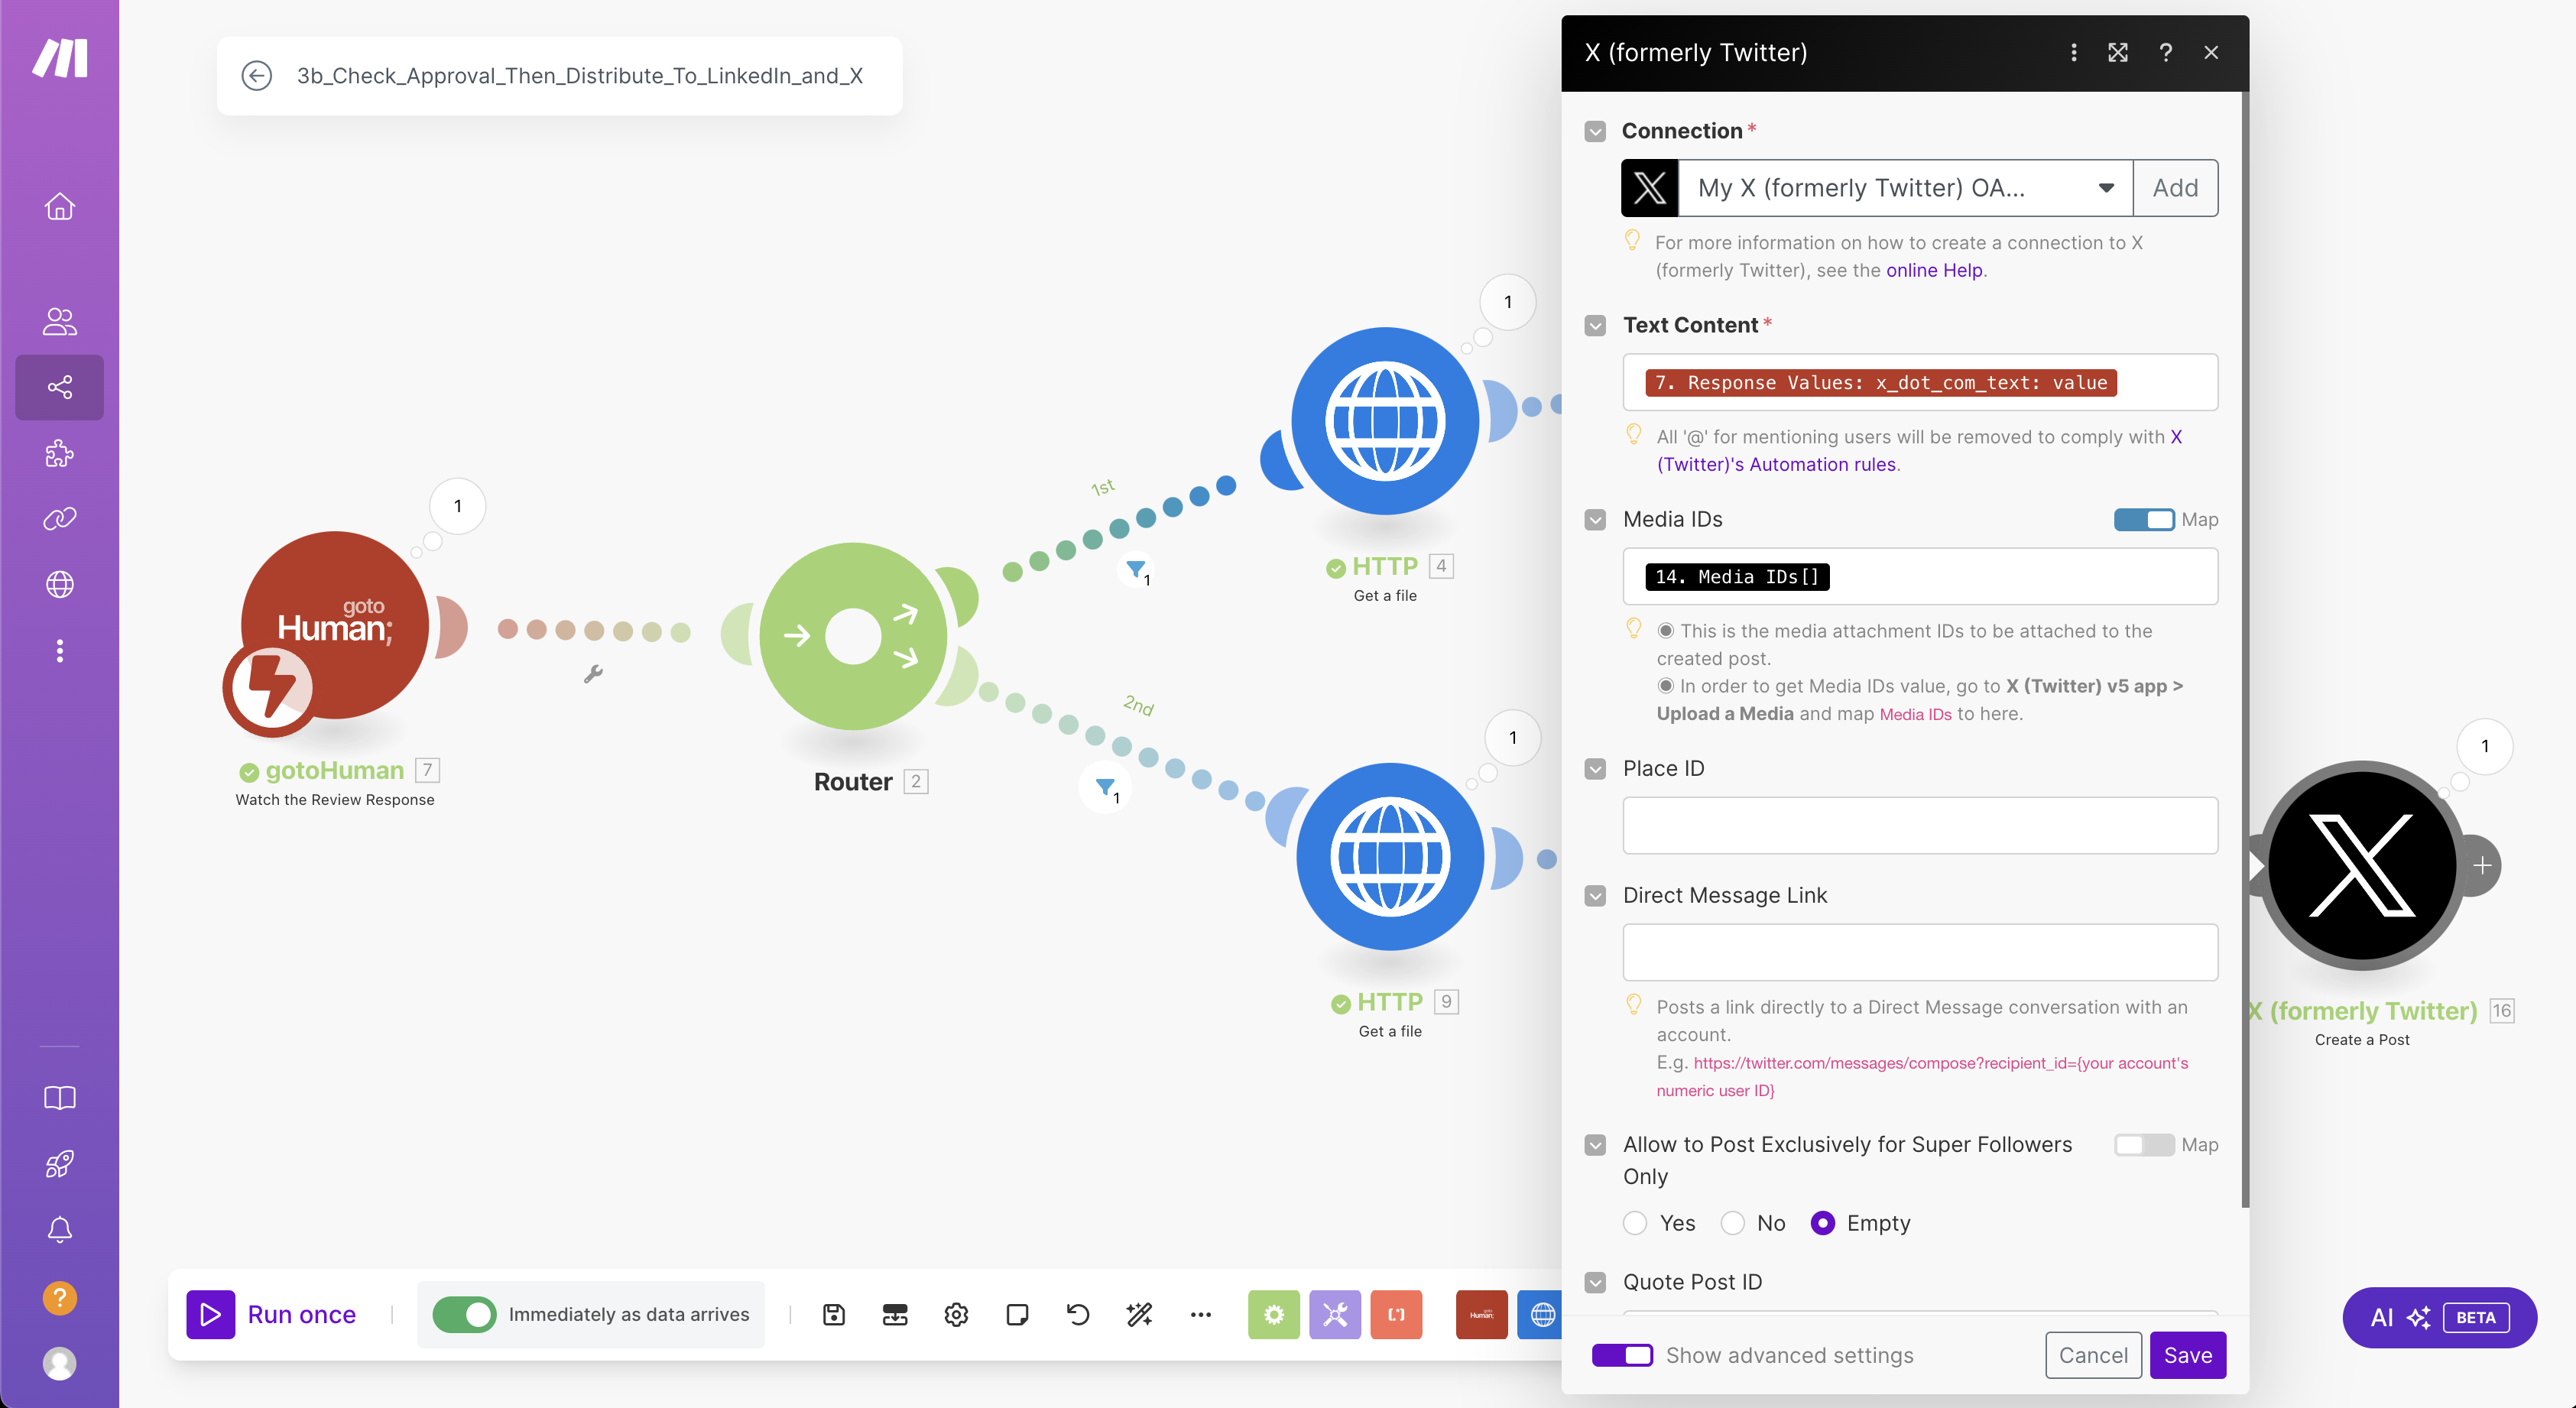 3b_Check_Approval_Then_Distribute_To_LinkedIn_and_X
1
goto
Human;
gotoHuman 7
Watch the Review Response
Router 2
1st
1
2nd
1
1
HTTP 4
Get a file
1
HTTP 9
Get a file
X (formerly Twitter)
?
Connection *
My X (formerly Twitter) OA...
Add
For more information on how to create a connection to X
(formerly Twitter), see the online Help.
Text Content *
7. Response Values: x_dot_com_text: value
All '@' for mentioning users will be removed to comply with X
(Twitter)'s Automation rules.
Media IDs
Map
14. Media IDs[]
This is the media attachment IDs to be attached to the
created post.
In order to get Media IDs value, go to X (Twitter) v5 app >
Upload a Media and map Media IDs to here.
Place ID
Direct Message Link
Posts a link directly to a Direct Message conversation with an
account.
E.g. https://twitter.com/messages/compose?recipient_id={your account's
numeric user ID}
Allow to Post Exclusively for Super Followers
Only
Map
Yes No Empty
Quote Post ID
Show advanced settings
Cancel
Save
1
X (formerly Twitter) 16
Create a Post
Run once
Immediately as data arrives
goto
Human;
?
AI BETA